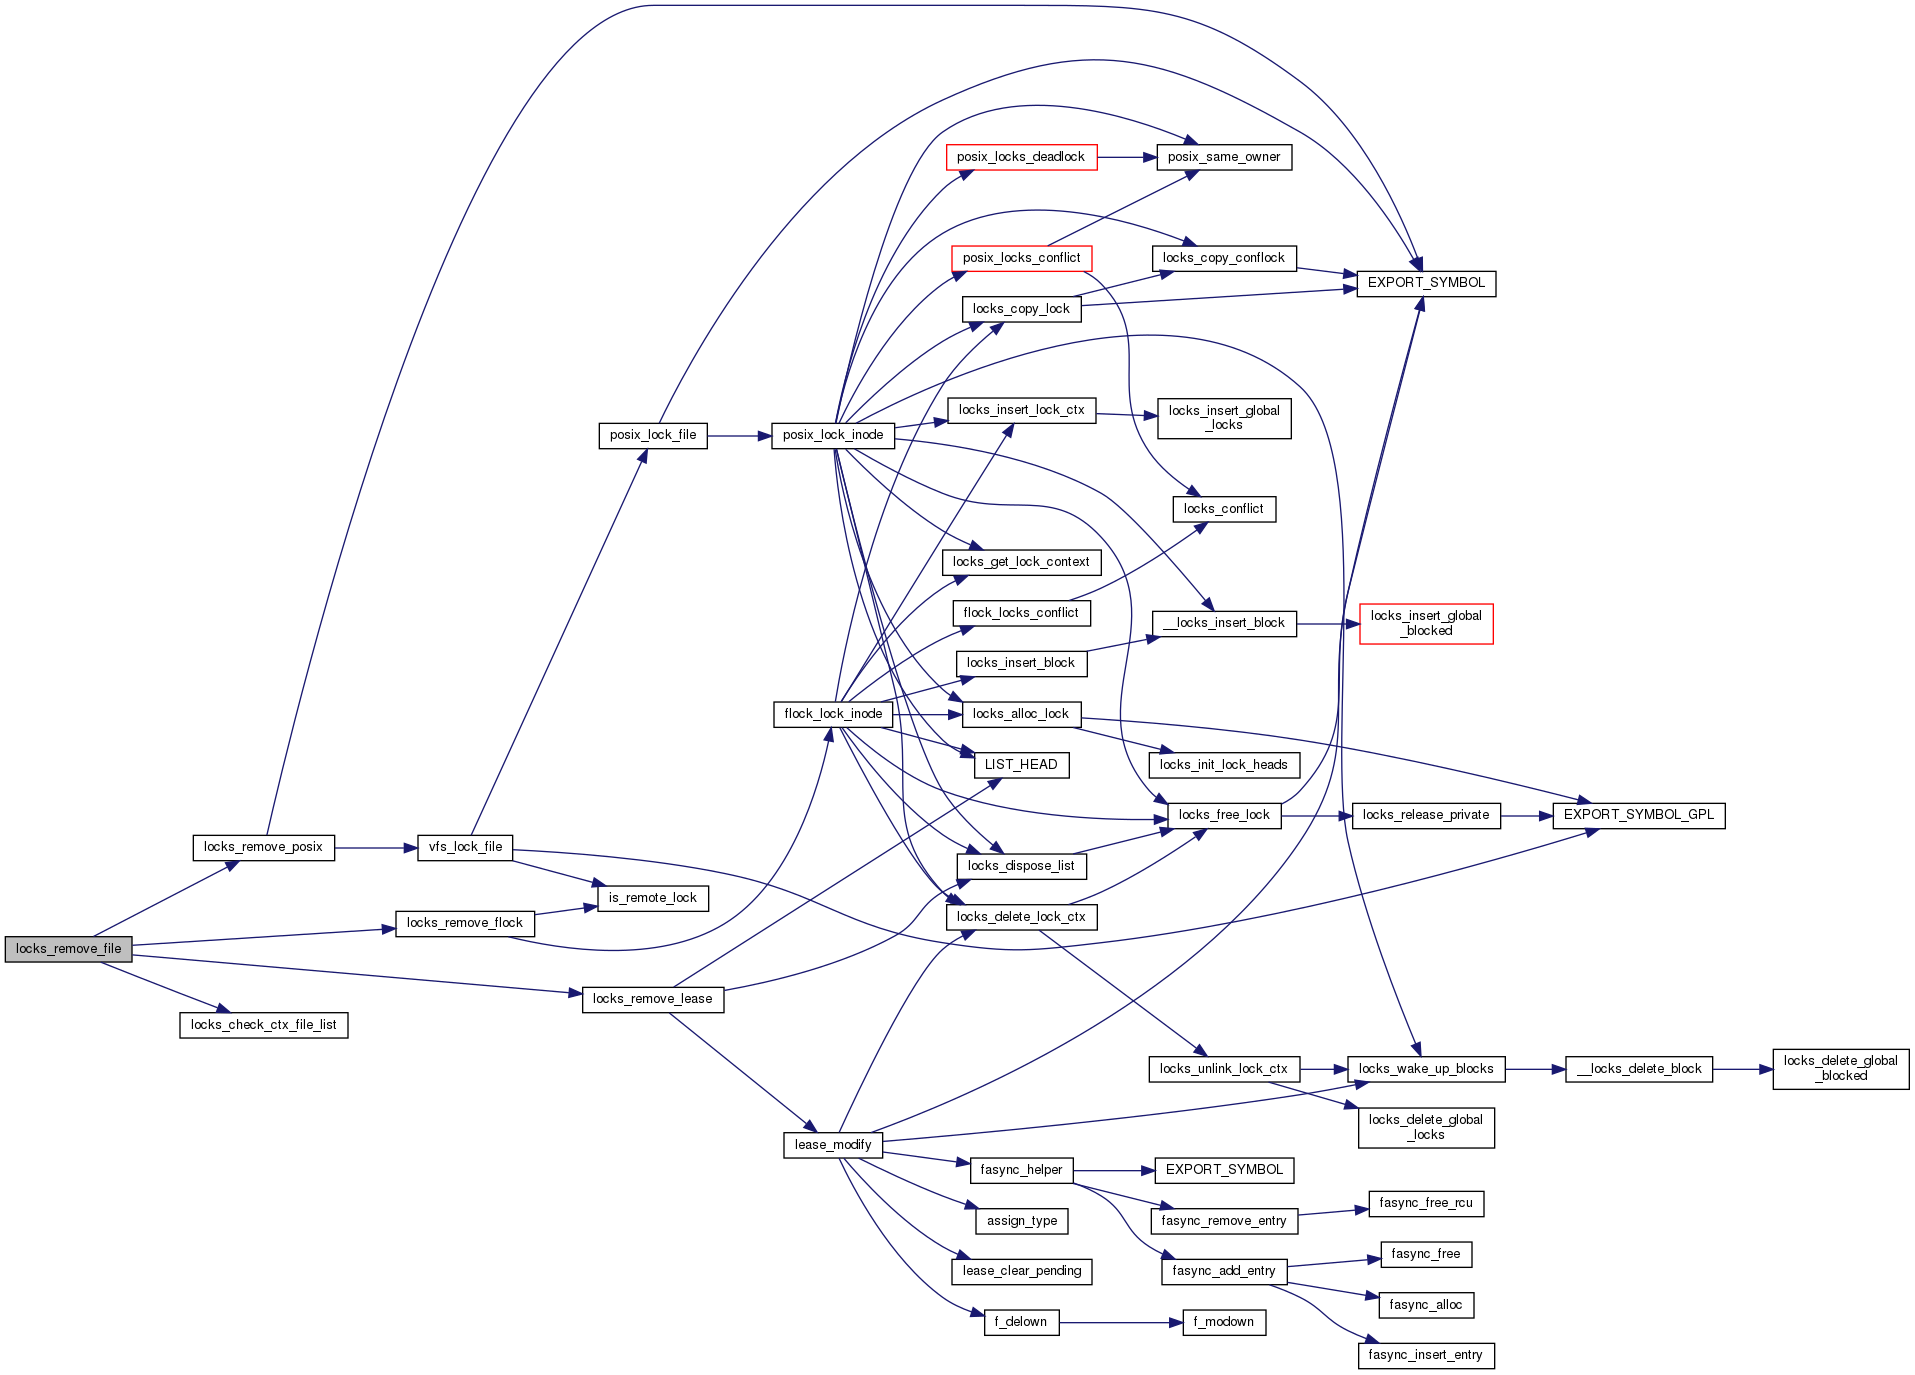 posix_locks_deadlock
posix_same_owner
posix_locks_conflict
locks_copy_conflock
EXPORT_SYMBOL
locks_copy_lock
locks_insert_lock_ctx
locks_insert_global
_locks
posix_lock_file
posix_lock_inode
locks_conflict
locks_get_lock_context
flock_locks_conflict
__locks_insert_block
locks_insert_global
_blocked
locks_insert_block
flock_lock_inode
locks_alloc_lock
LIST_HEAD
locks_init_lock_heads
locks_free_lock
locks_release_private
EXPORT_SYMBOL_GPL
locks_remove_posix
vfs_lock_file
locks_dispose_list
is_remote_lock
locks_remove_flock
locks_delete_lock_ctx
locks_remove_file
locks_remove_lease
locks_check_ctx_file_list
locks_unlink_lock_ctx
locks_wake_up_blocks
__locks_delete_block
locks_delete_global
_blocked
locks_delete_global
_locks
lease_modify
fasync_helper
EXPORT_SYMBOL
fasync_free_rcu
assign_type
fasync_remove_entry
fasync_free
lease_clear_pending
fasync_add_entry
fasync_alloc
f_delown
f_modown
fasync_insert_entry